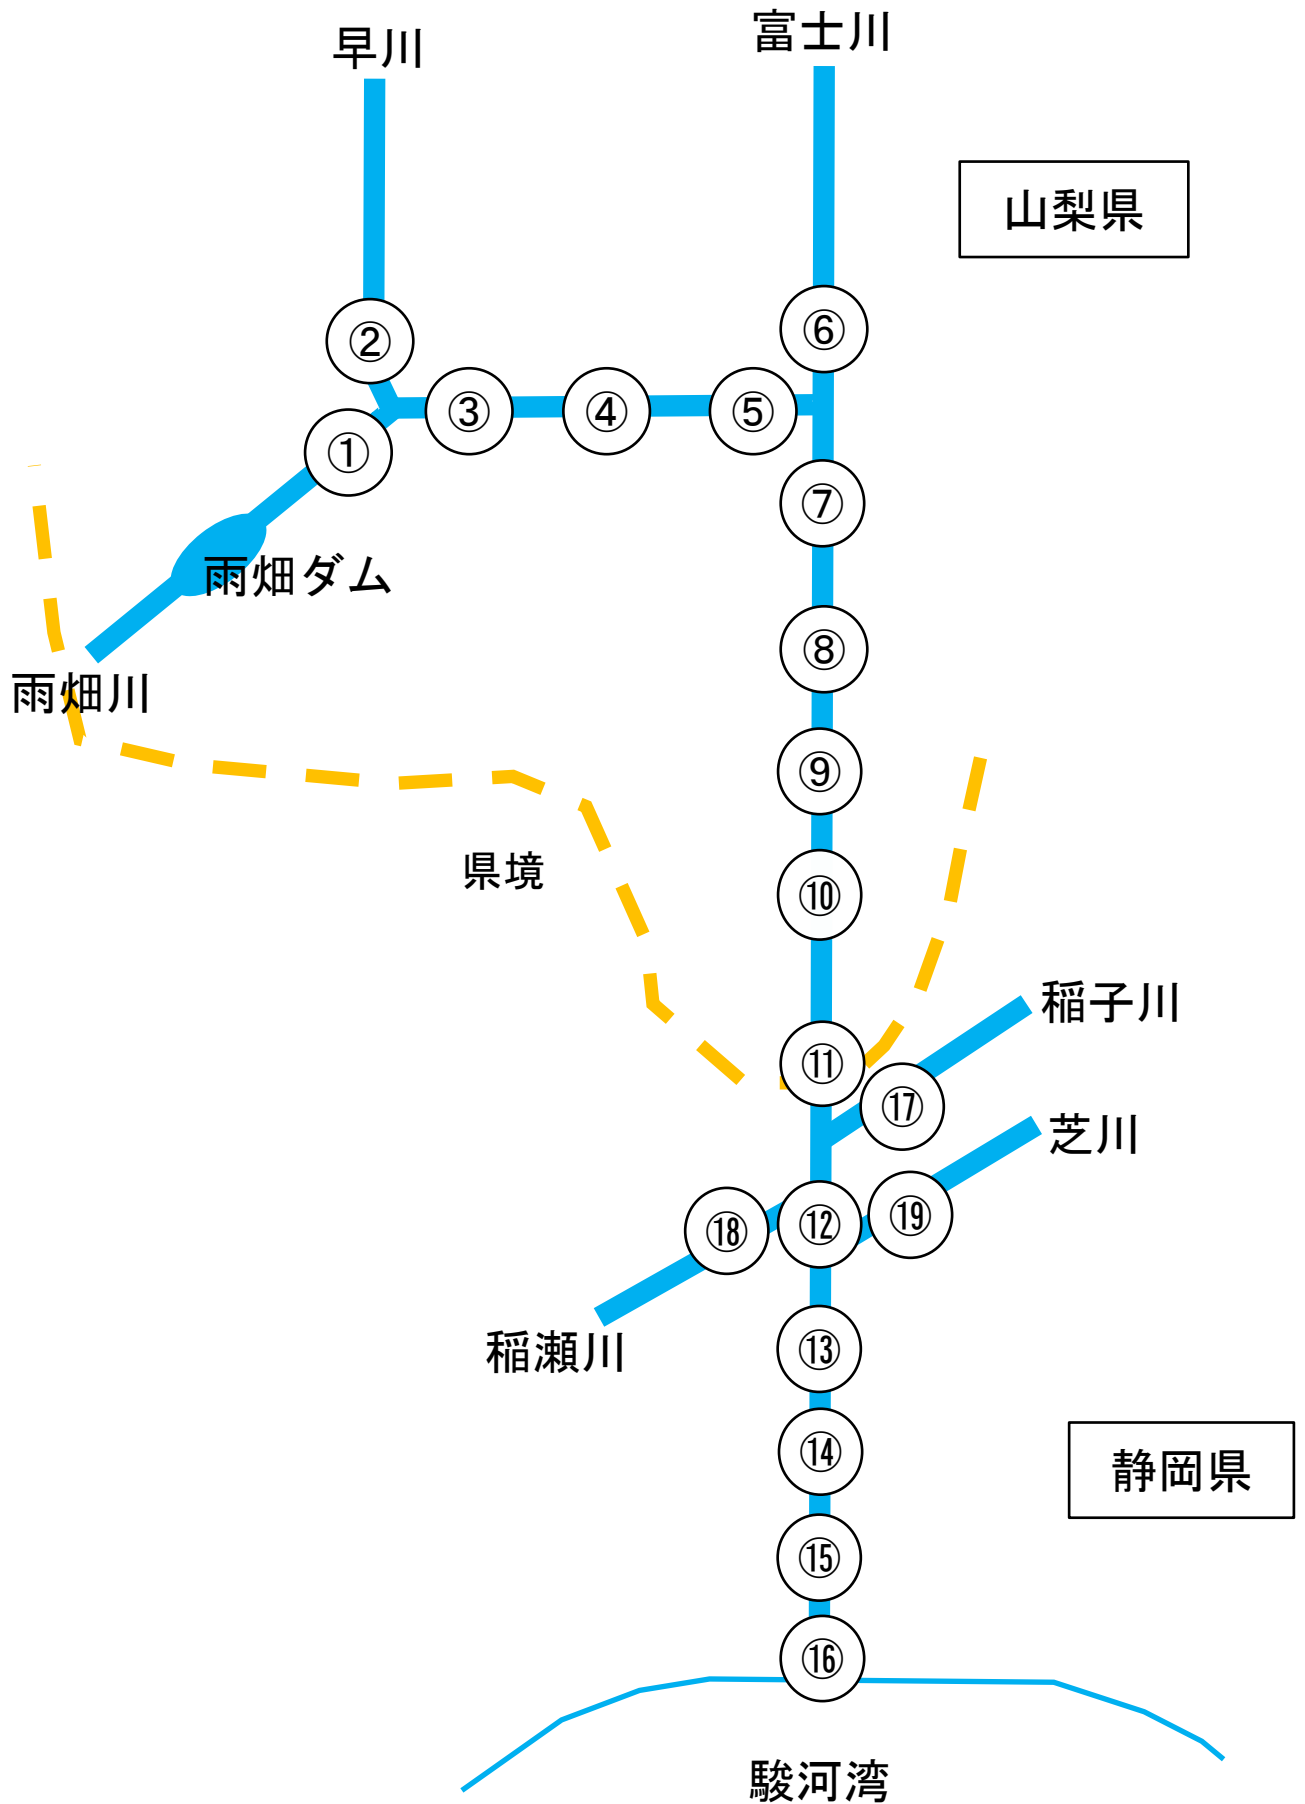 早川
富士川
山梨県
②
⑥
③
④
⑤
①
⑦
雨畑ダム
⑧
雨畑川
⑨
県境
⑩
稲子川
⑪
⑰
芝川
⑱
⑫
⑲
稲瀬川
⑬
⑭
静岡県
⑮
⑯
駿河湾